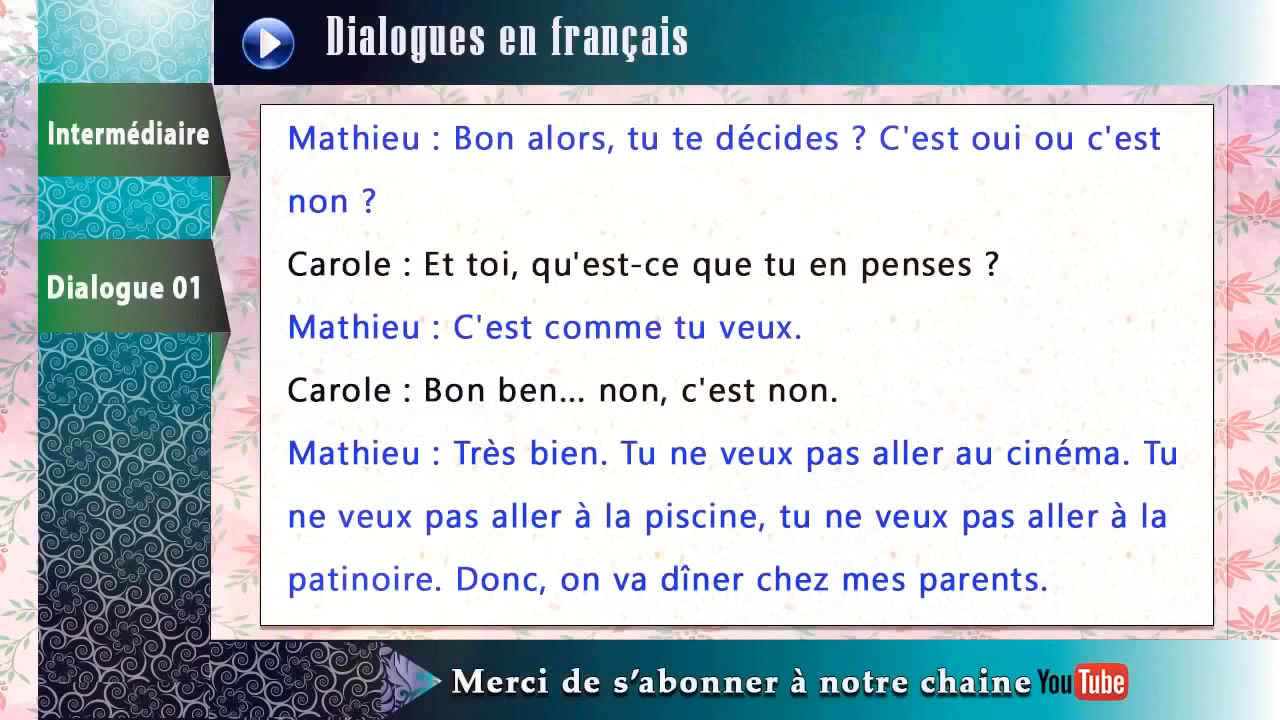 Dialogues en français
Intermédiaire
Dialogue 01
Mathieu : Bon alors, tu te décides ? C'est oui ou c'est
non ?
Carole : Et toi, qu'est-ce que tu en penses ?
Mathieu : C'est comme tu veux.
Carole : Bon ben... non, c'est non.
Mathieu : Très bien. Tu ne veux pas aller au cinéma. Tu
ne veux pas aller à la piscine, tu ne veux pas aller à la
patinoire. Donc, on va dîner chez mes parents.
Merci de s’abonner à notre chaine YouTube